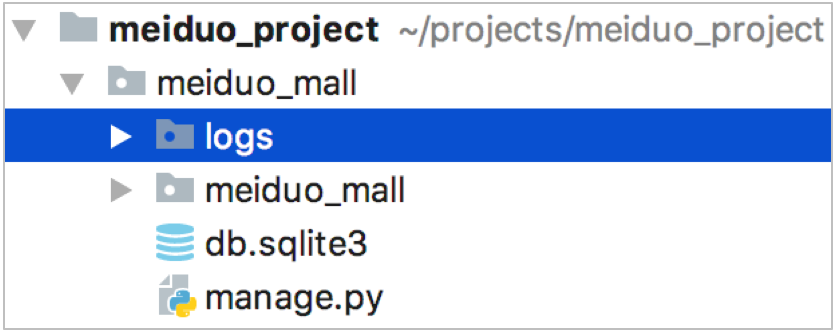 meiduo_project ~/projects/meiduo_project
meiduo_mall
logs
meiduo_mall
db.sqlite3
manage.py